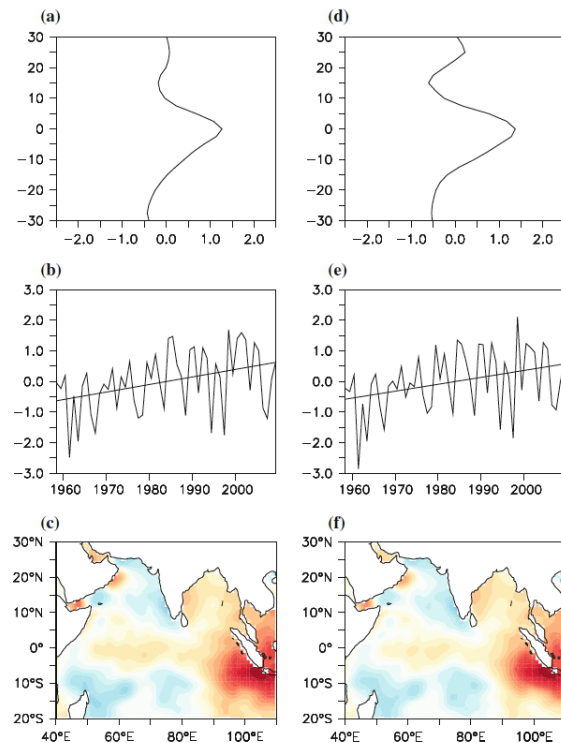 (a)
30
20
10
0
-10
-20
-30
-2.0 -1.0 0.0 1.0 2.0
(d)
30
20
10
0
-10
-20
-30
-2.0 -1.0 0.0 1.0 2.0
(b)
3.0
2.0
1.0
0.0
-1.0
-2.0
-3.0
1960 1970 1980 1990 2000
(e)
3.0
2.0
1.0
0.0
-1.0
-2.0
-3.0
1960 1970 1980 1990 2000
(c)
30°N
20°N
10°N
0°
10°S
20°S
40°E 60°E 80°E 100°E
(f)
30°N
20°N
10°N
0°
10°S
20°S
40°E 60°E 80°E 100°E